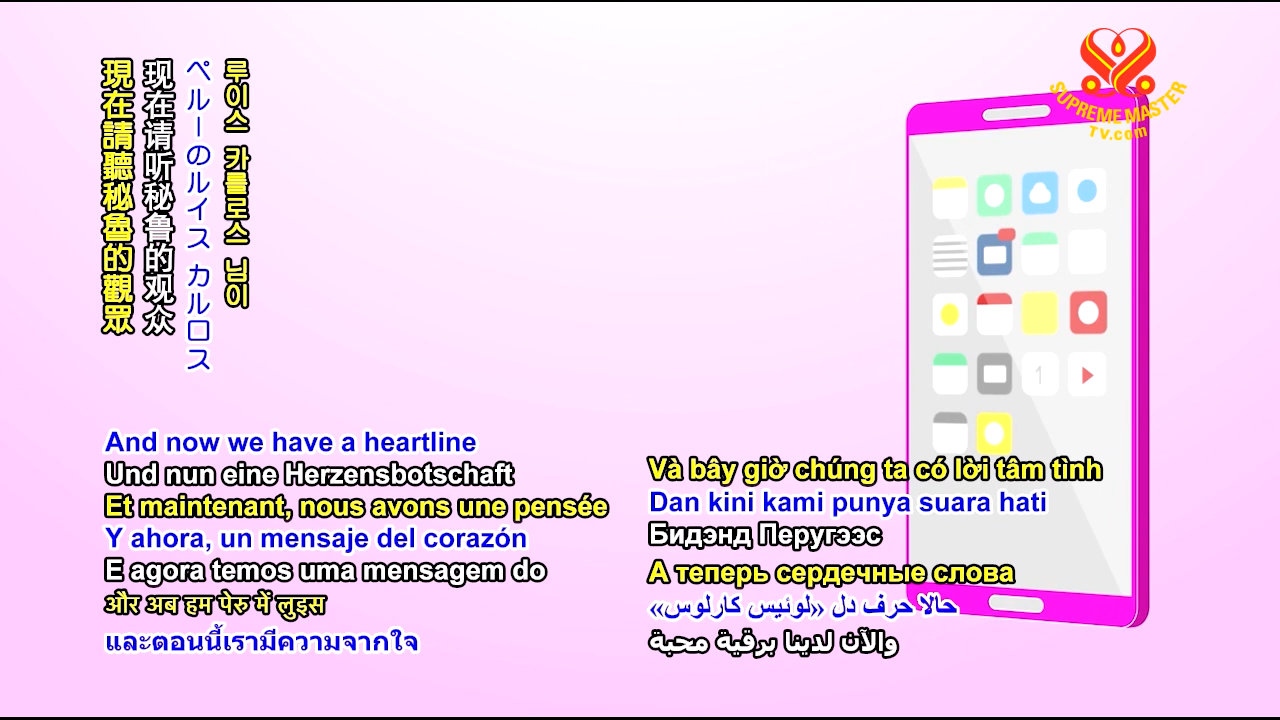 現在請聽秘魯的觀眾
现在请听秘鲁的观众
ペルーのルイス カルロス
루이스 카를로스 님이
SUPREME MASTER
TV.com
1
And now we have a heartline
Und nun eine Herzensbotschaft
Et maintenant, nous avons une pensée
Y ahora, un mensaje del corazón
E agora temos uma mensagem do
और अब हम पेरु में लुइस
และตอนนี้เรามีความจากใจ
Và bây giờ chúng ta có lời tâm tình
Dan kini kami punya suara hati
Бидэнд Перугээс
А теперь сердечные слова
حالا حرف دل «لوئیس کارلوس»
والآن لدينا برقية محبة